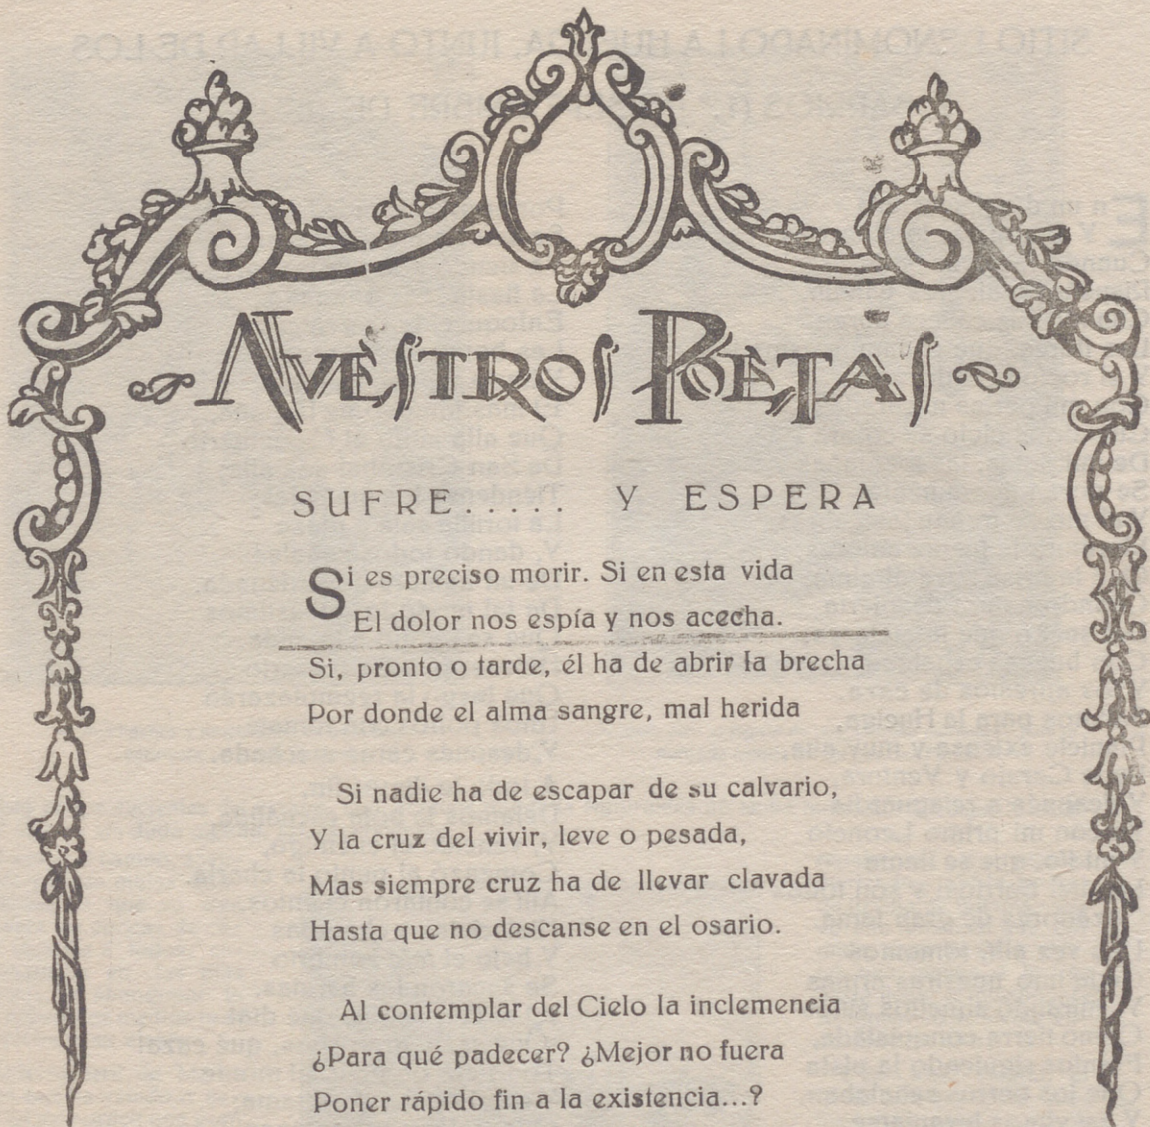 NUESTROS POETAS
SUFRE..... Y ESPERA
Si es preciso morir. Si en esta vida
El dolor nos espía y nos acecha.
Si, pronto o tarde, él ha de abrir la brecha
Por donde el alma sangre, mal herida
Si nadie ha de escapar de su calvario,
Y la cruz del vivir, leve o pesada,
Mas siempre cruz ha de llevar clavada
Hasta que no descanse en el osario.
Al contemplar del Cielo la inclemencia
¿Para qué padecer? ¿Mejor no fuera
Poner rápido fin a la existencia...?